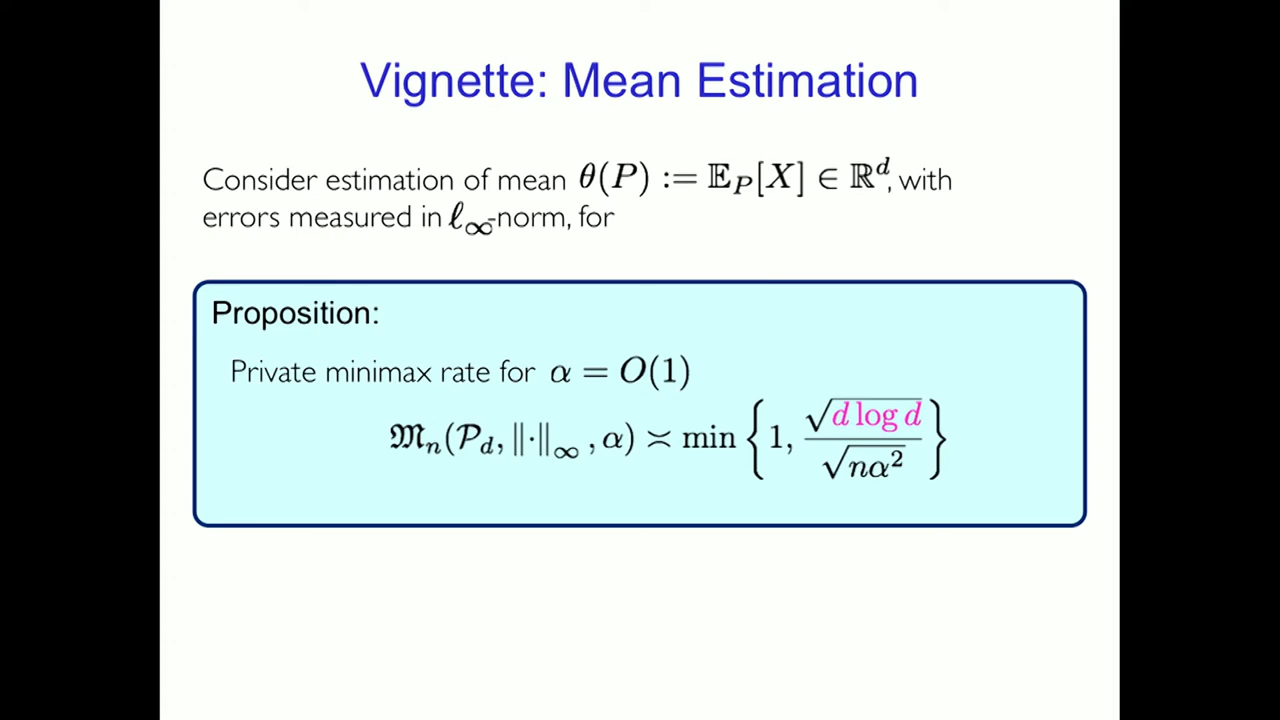 Vignette: Mean Estimation
Consider estimation of mean θ(P) := 𝔼_P[X] ∈ ℝ^d, with
errors measured in ℓ_∞-norm, for
Proposition:
Private minimax rate for α = O(1)
𝔐_n(𝒫_d, ‖·‖_∞, α) ≍ min { 1, √(d log d) / √(nα²) }